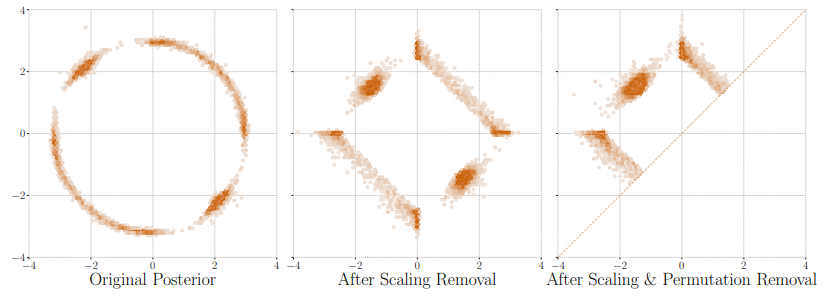 4
2
0
−2
−4
−4 −2 0 2 4
−4 −2 0 2 4
−4 −2 0 2 4
Original Posterior
After Scaling Removal
After Scaling & Permutation Removal